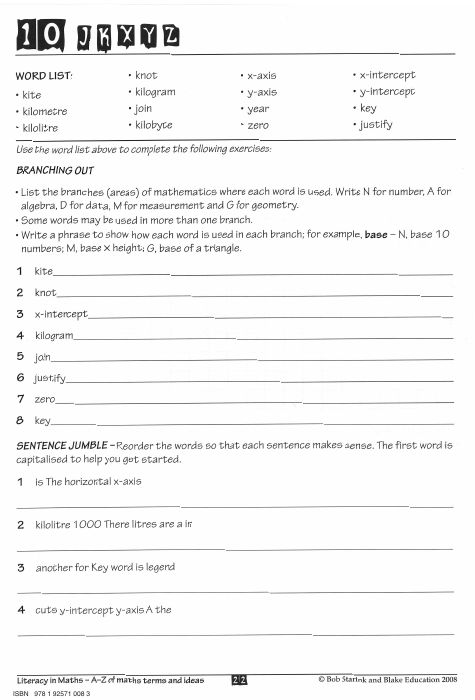 10 J K X Y Z
WORD LIST:
• kite
• kilometre
• kilolitre
• knot
• kilogram
• join
• kilobyte
• x-axis
• y-axis
• year
• zero
• x-intercept
• y-intercept
• key
• justify
Use the word list above to complete the following exercises:
BRANCHING OUT
• List the branches (areas) of mathematics where each word is used. Write N for number, A for
algebra, D for data, M for measurement and G for geometry.
• Some words may be used in more than one branch.
• Write a phrase to show how each word is used in each branch; for example, base – N, base 10
numbers; M, base x height; G, base of a triangle.
1 kite
2 knot
3 x-intercept
4 kilogram
5 join
6 justify
7 zero
8 key
SENTENCE JUMBLE – Reorder the words so that each sentence makes sense. The first word is
capitalised to help you get started.
1 is The horizontal x-axis
2 kilolitre 1000 There litres are a in
3 another for Key word is legend
4 cuts y-intercept y-axis A the
Literacy in Maths – A–Z of maths terms and ideas 22 © Bob Starink and Blake Education 2008
ISBN 978 1 92571 008 3